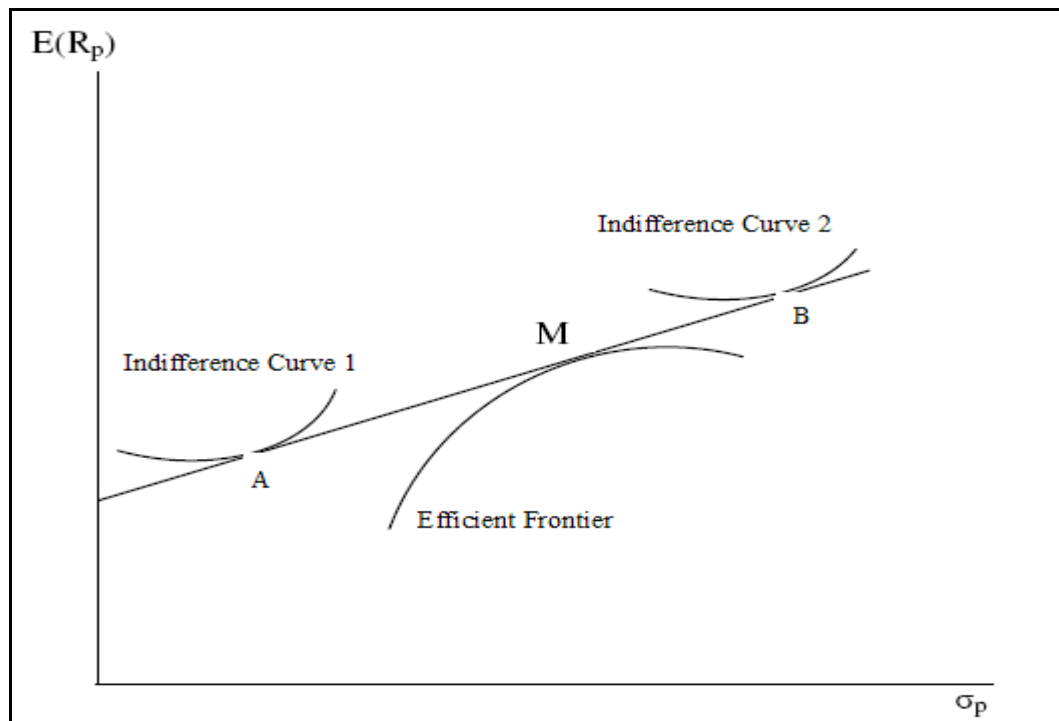 E(Rₚ)
Indifference Curve 2
B
M
Indifference Curve 1
A
Efficient Frontier
σₚ